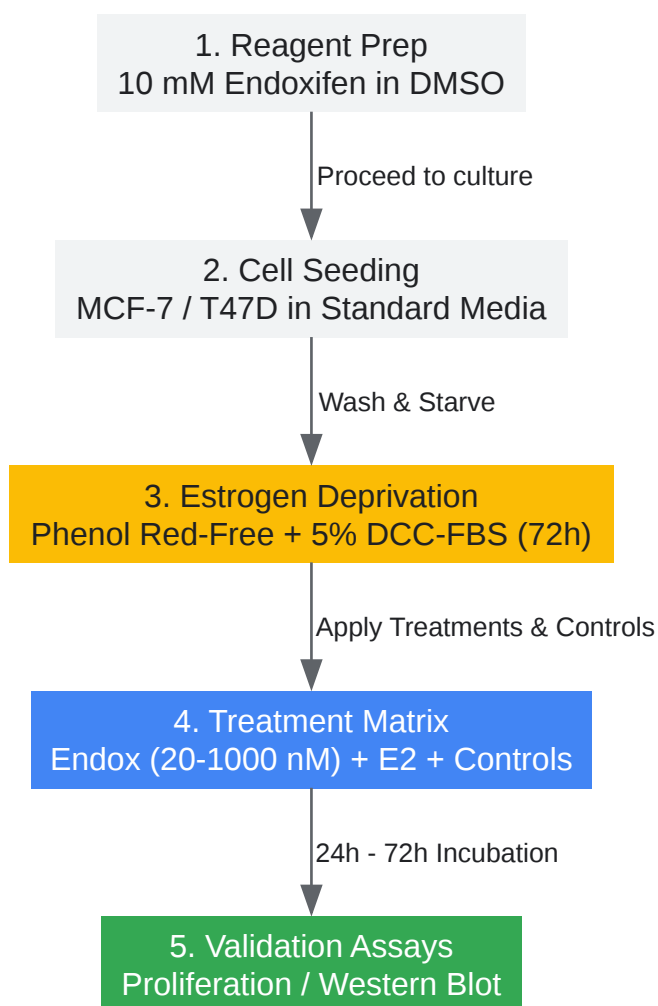 1. Reagent Prep
10 mM Endoxifen in DMSO
Proceed to culture
2. Cell Seeding
MCF-7 / T47D in Standard Media
Wash & Starve
3. Estrogen Deprivation
Phenol Red-Free + 5% DCC-FBS (72h)
Apply Treatments & Controls
4. Treatment Matrix
Endox (20-1000 nM) + E2 + Controls
24h - 72h Incubation
5. Validation Assays
Proliferation / Western Blot